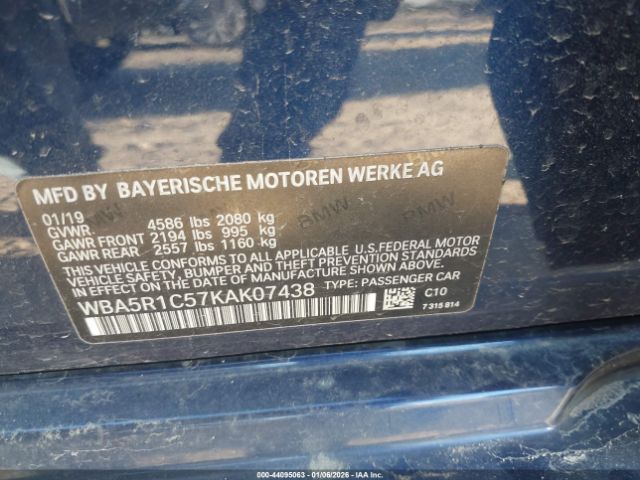 MFD BY BAYERISCHE MOTOREN WERKE AG
01/19
GVWR. 4586 lbs 2080 kg
GAWR FRONT 2194 lbs 995 kg
GAWR REAR 2557 lbs 1160 kg
THIS VEHICLE CONFORMS TO ALL APPLICABLE U.S.FEDERAL MOTOR
VEHICLE SAFETY, BUMPER, AND THEFT PREVENTION STANDARDS
IN EFFECT ON THE DATE OF MANUFACTURE SHOWN ABOVE.
WBA5R1C57KAK07438 TYPE: PASSENGER CAR
C10
7 315 814
BMW
BMW
000-44095063 - 01/06/2026 - IAA Inc.